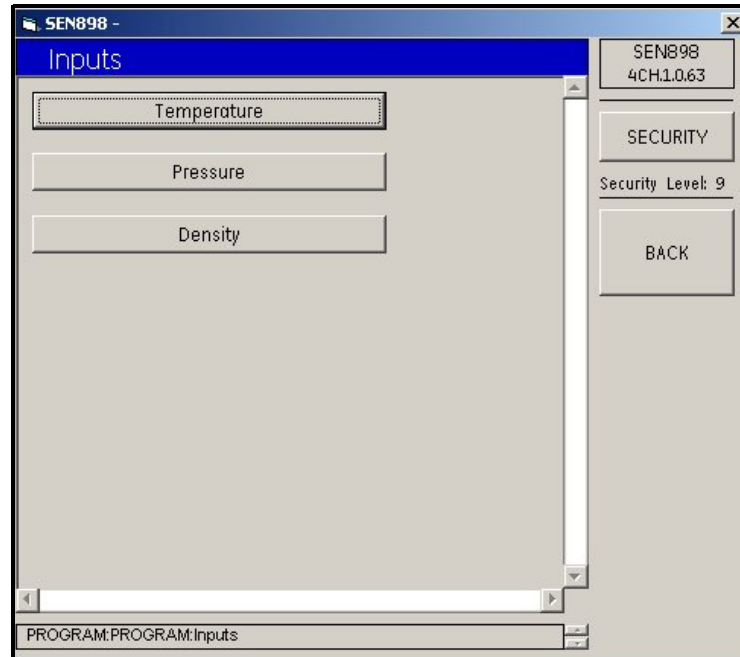 SEN898 -
Inputs
Temperature
Pressure
Density
SEN898
4CH.1.0.63
SECURITY
Security Level: 9
BACK
PROGRAM:PROGRAM:Inputs